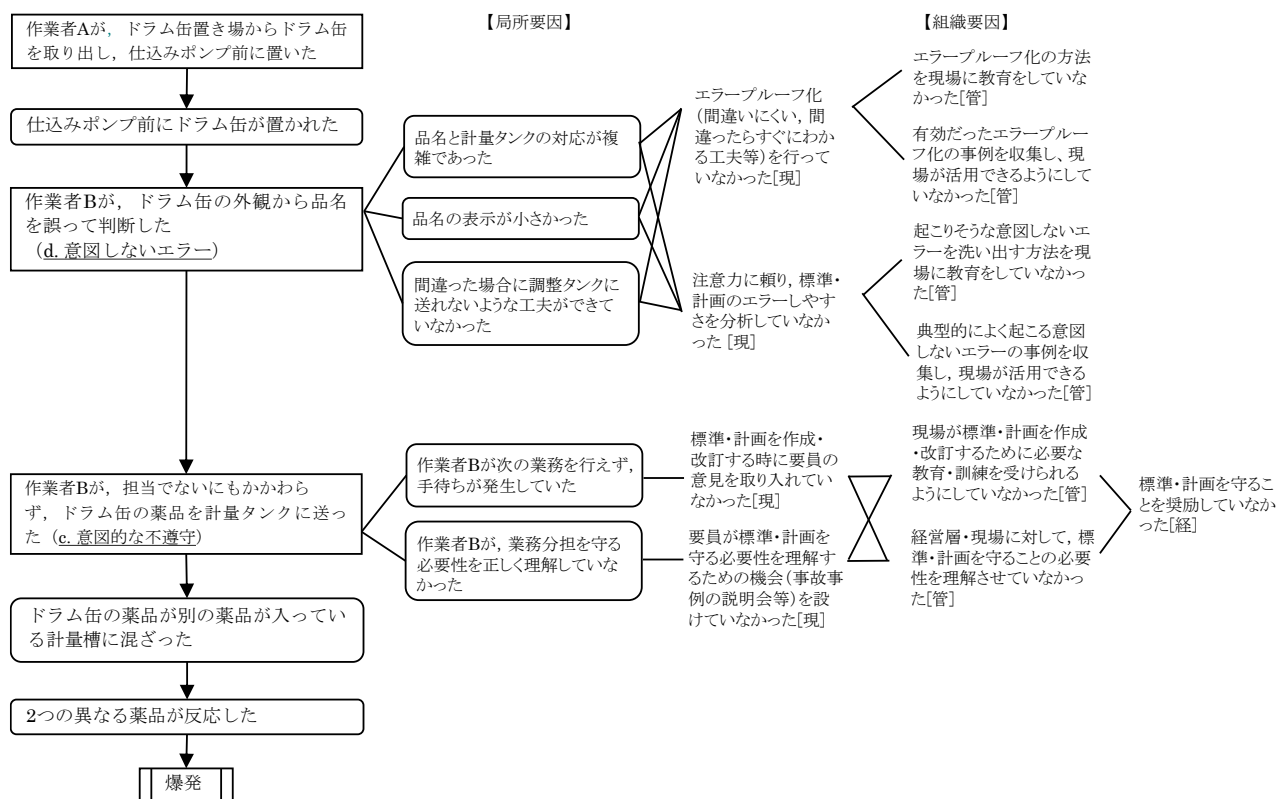 作業者Aが，ドラム缶置き場からドラム缶
を取り出し，仕込みポンプ前に置いた
仕込みポンプ前にドラム缶が置かれた
作業者Bが，ドラム缶の外観から品名
を誤って判断した
（d. 意図しないエラー）
作業者Bが，担当でないにもかかわら
ず，ドラム缶の薬品を計量タンクに送っ
た（c. 意図的な不遵守）
ドラム缶の薬品が別の薬品が入ってい
る計量槽に混ざった
2つの異なる薬品が反応した
爆発
【局所要因】
品名と計量タンクの対応が複
雑であった
品名の表示が小さかった
間違った場合に調整タンクに
送れないような工夫ができて
いなかった
作業者Bが次の業務を行えず，
手待ちが発生していた
作業者Bが，業務分担を守る
必要性を正しく理解していな
かった
【組織要因】
エラープルーフ化
（間違いにくい，間
違ったらすぐにわか
る工夫等）を行って
いなかった[現]
注意力に頼り，標準・
計画のエラーしやす
さを分析していなか
った [現]
標準・計画を作成・
改訂する時に要員の
意見を取り入れてい
なかった[現]
要員が標準・計画を
守る必要性を理解す
るための機会（事故事
例の説明会等）を設
けていなかった[現]
エラープルーフ化の方法
を現場に教育をしていな
かった[管]
有効だったエラープルー
フ化の事例を収集し、現
場が活用できるようにして
いなかった[管]
起こりそうな意図しないエ
ラーを洗い出す方法を現
場に教育をしていなかっ
た[管]
典型的によく起こる意図
しないエラーの事例を収
集し，現場が活用できる
ようにしていなかった[管]
現場が標準・計画を作成
・改訂するために必要な
教育・訓練を受けられる
ようにしていなかった[管]
経営層・現場に対して，標
準・計画を守ることの必要
性を理解させていなかっ
た[管]
標準・計画を守るこ
とを奨励していなか
った[経]